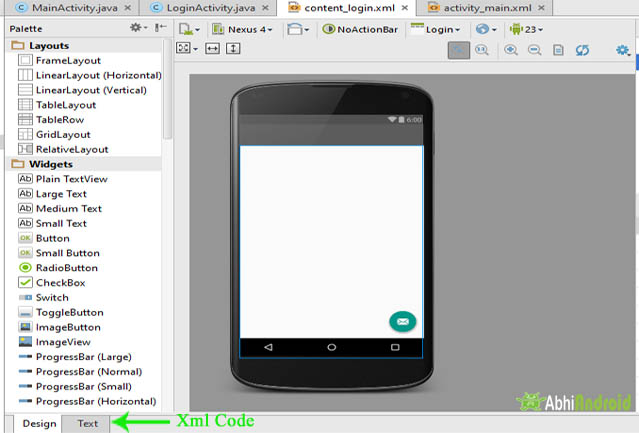 MainActivity.java × LoginActivity.java × content_login.xml × activity_main.xml ×
Palette
Nexus 4 NoActionBar Login 23
Layouts
FrameLayout
LinearLayout (Horizontal)
LinearLayout (Vertical)
TableLayout
TableRow
GridLayout
RelativeLayout
Widgets
Ab Plain TextView
Ab Large Text
Ab Medium Text
Ab Small Text
OK Button
OK Small Button
RadioButton
CheckBox
Switch
ToggleButton
ImageButton
ImageView
ProgressBar (Large)
ProgressBar (Normal)
ProgressBar (Small)
ProgressBar (Horizontal)
6:00
AbhiAndroid
Design Text Xml Code